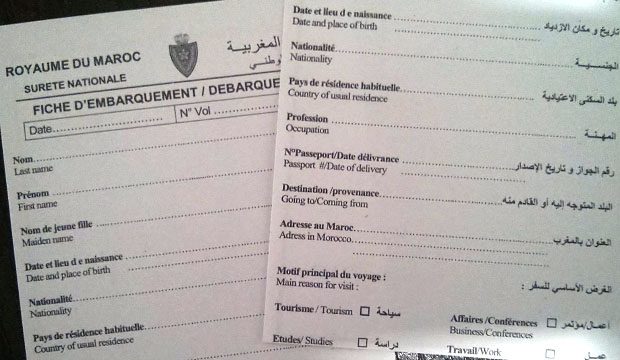 ROYAUME DU MAROC
المغربية
SURETE NATIONALE
FICHE D'EMBARQUEMENT / DEBARQUE
Date
N° Vol
Nom
Last name
Prénom
First name
Nom de jeune fille
Maiden name
Date et lieu d e naissance
Date and place of birth
Nationalité
Nationality
Pays de résidence habituelle
Country of usual residence
Date et lieu d e naissance تاريخ و مكان الازدياد
Date and place of birth
Nationalité الجنسية
Nationality
Pays de résidence habituelle بلد السكنى الاعتيادية
Country of usual residence
Profession المهنة
Occupation
N°Passeport/Date délivrance رقم الجواز و تاريخ الإصدار
Passport #/Date of delivery
Destination /provenance البلد المتوجه إليه أو القادم منه
Going to/Coming from
Adresse au Maroc العنوان بالمغرب
Adress in Morocco
Motif principal du voyage : الغرض الأساسي للسفر :
Main reason for visit :
Tourisme / Tourism سياحة Affaires /Conférences أعمال/مؤتمر
Business/Conferences
Etudes/ Studies دراسة Travail/Work عمل